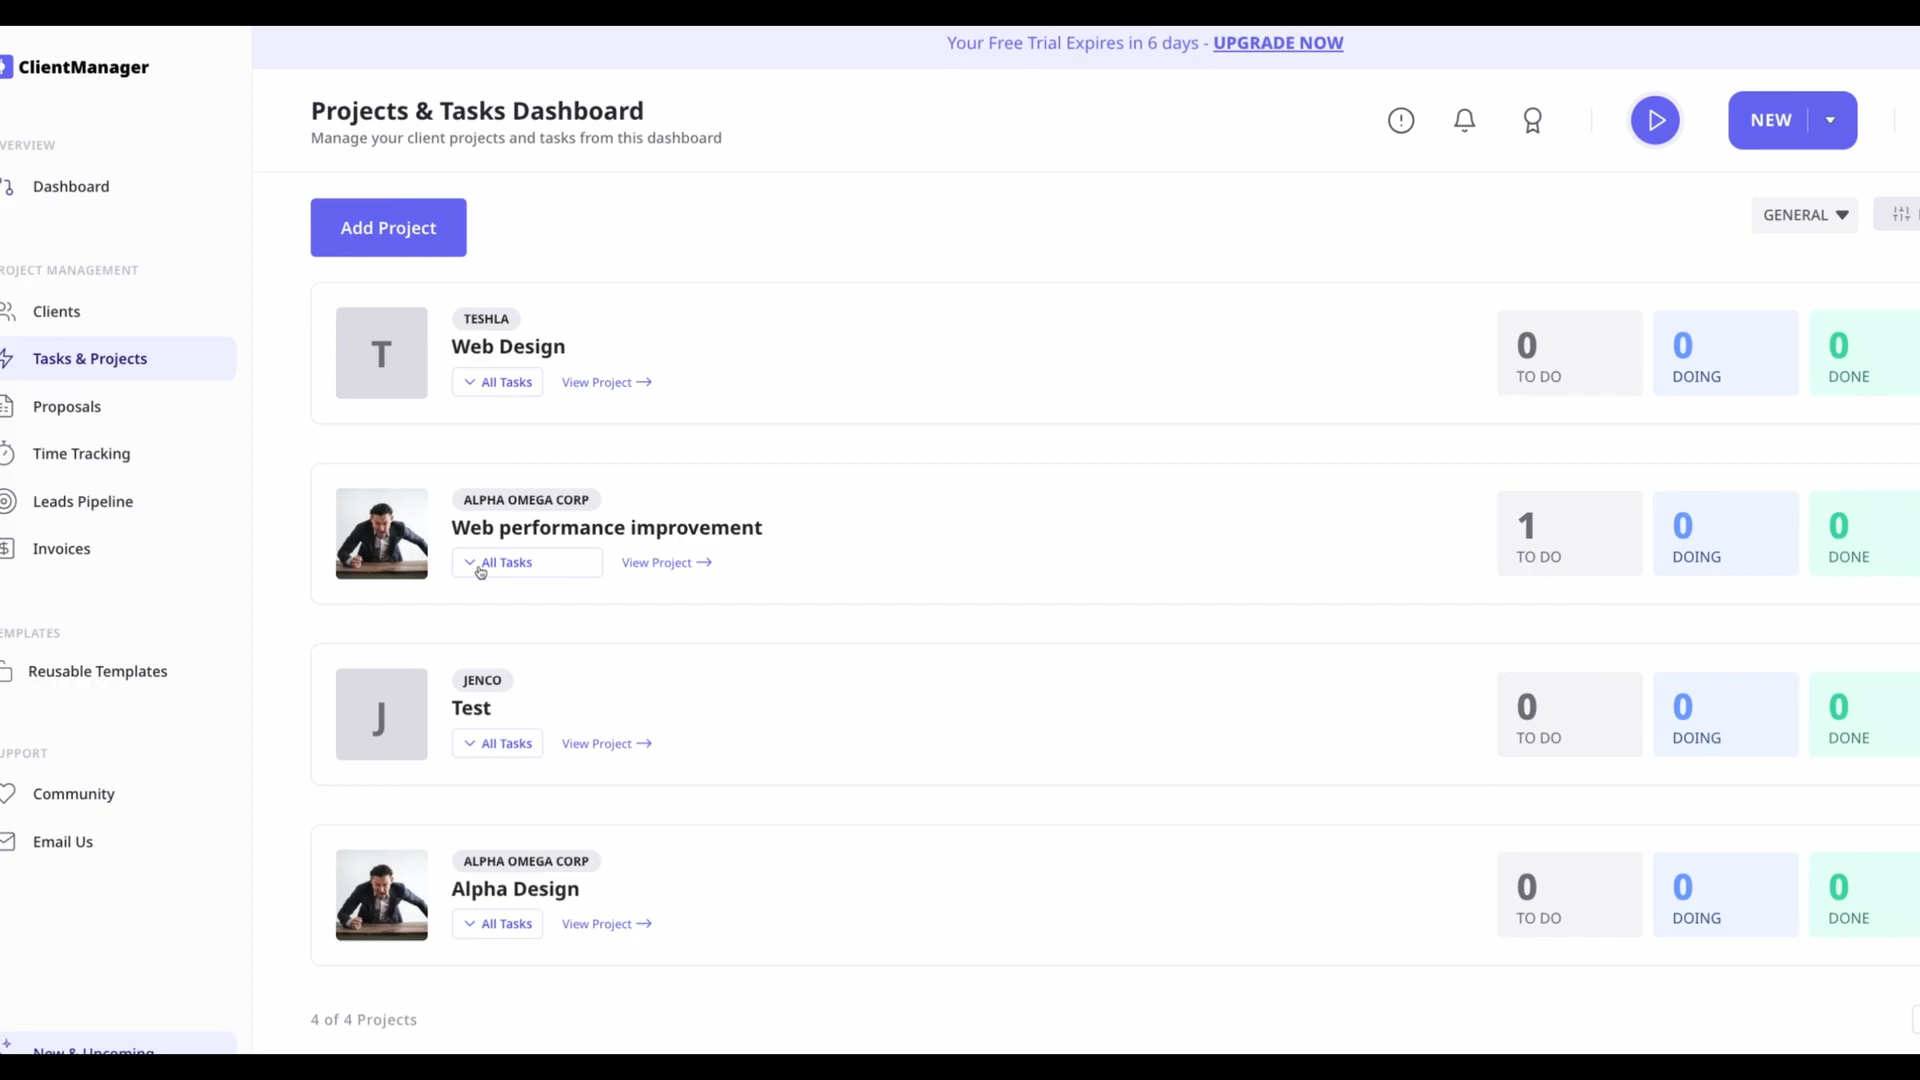 Your Free Trial Expires in 6 days - UPGRADE NOW
ClientManager
VERVIEW
Dashboard
ROJECT MANAGEMENT
Clients
Tasks & Projects
Proposals
Time Tracking
Leads Pipeline
Invoices
EMPLATES
Reusable Templates
UPPORT
Community
Email Us
New & Upcoming
Projects & Tasks Dashboard
Manage your client projects and tasks from this dashboard
NEW
Add Project
GENERAL
T
TESHLA
Web Design
All Tasks View Project
0 TO DO
0 DOING
0 DONE
ALPHA OMEGA CORP
Web performance improvement
All Tasks View Project
1 TO DO
0 DOING
0 DONE
J
JENCO
Test
All Tasks View Project
0 TO DO
0 DOING
0 DONE
ALPHA OMEGA CORP
Alpha Design
All Tasks View Project
0 TO DO
0 DOING
0 DONE
4 of 4 Projects